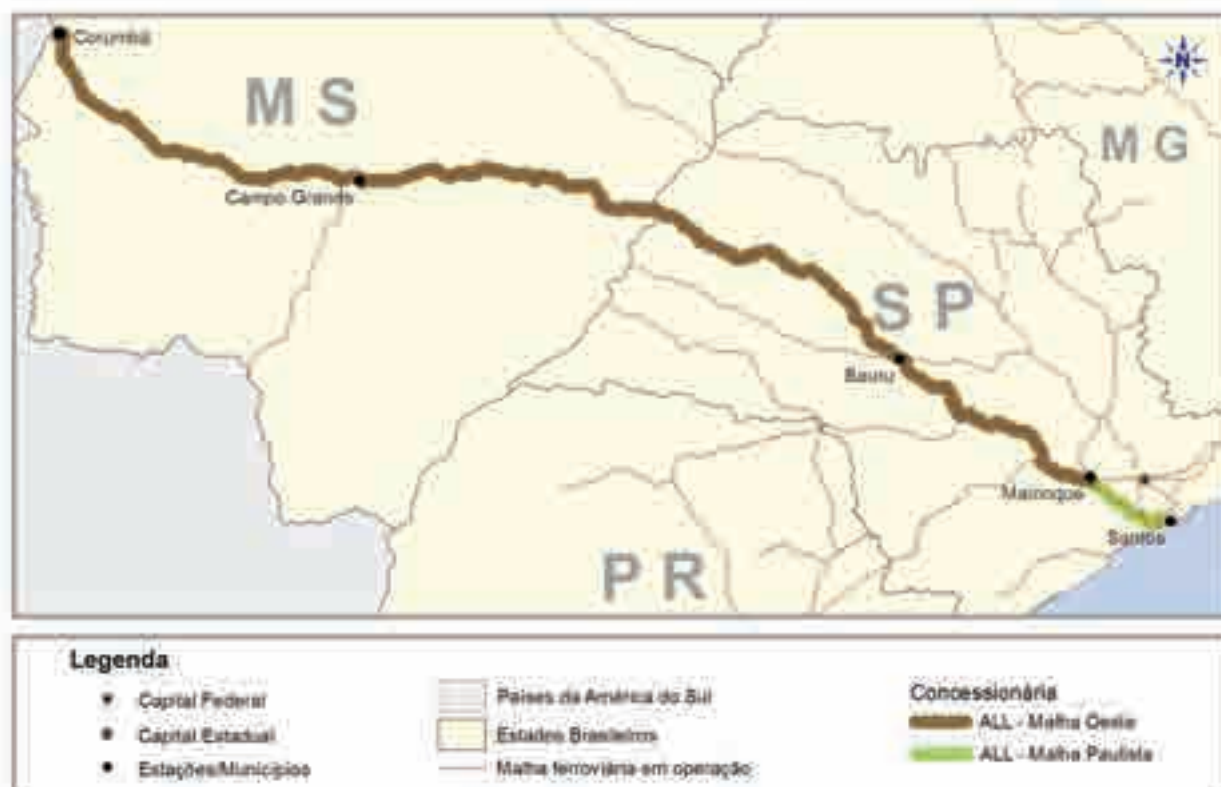 Corumbá
M S
N
M G
Campo Grande
S P
Bauru
Mairinque
Santos
P R
Legenda
Capital Federal
Capital Estadual
Estações/Municípios
Países da América do Sul
Estados Brasileiros
Malha ferroviária em operação
Concessionária
ALL - Malha Oeste
ALL - Malha Paulista